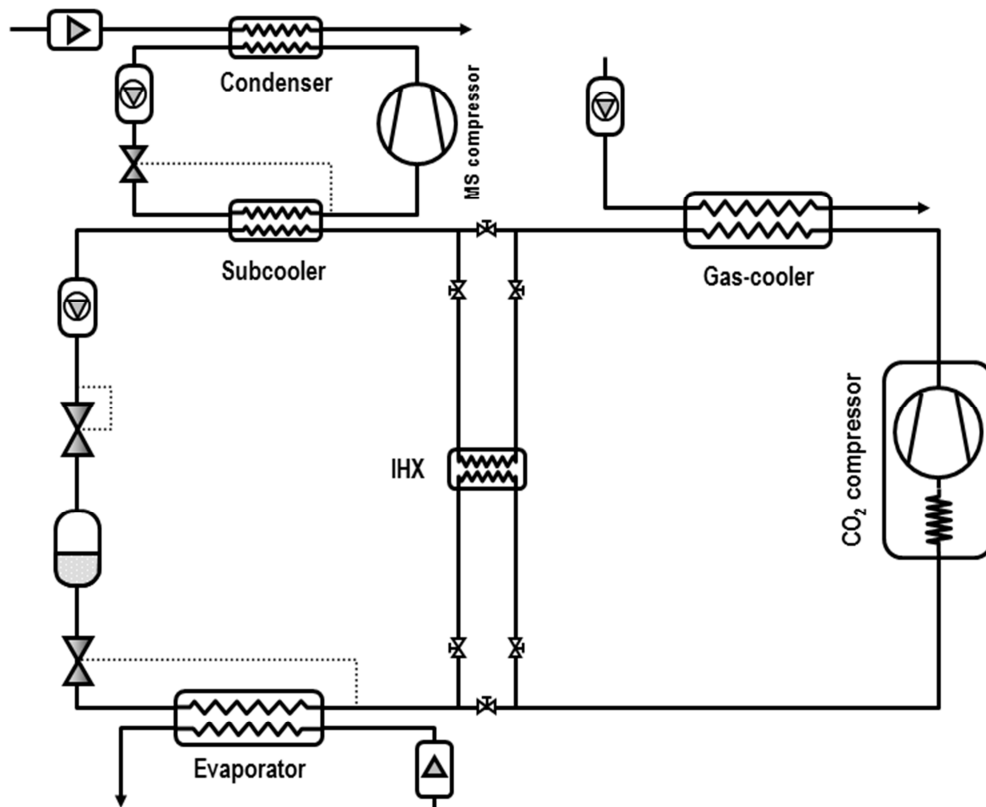 Condenser
MS compressor
Subcooler
Gas-cooler
IHX
CO₂ compressor
Evaporator